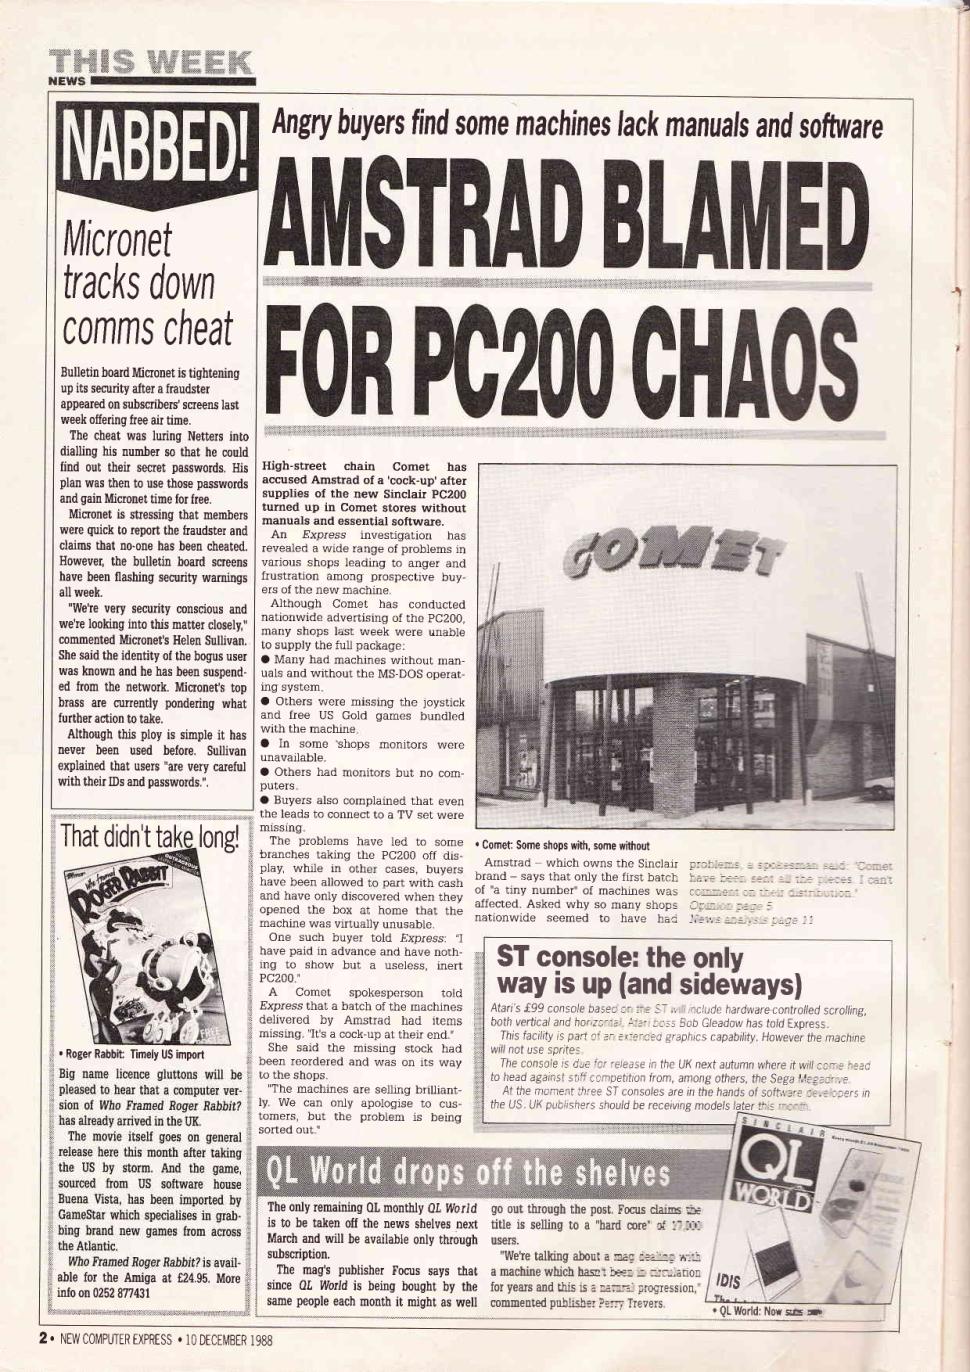 THIS WEEK
NEWS
NABBED!
Micronet
tracks down
comms cheat
Bulletin board Micronet is tightening
up its security after a fraudster
appeared on subscribers' screens last
week offering free air time.
The cheat was luring Netters into
dialling his number so that he could
find out their secret passwords. His
plan was then to use those passwords
and gain Micronet time for free.
Micronet is stressing that members
were quick to report the fraudster and
claims that no-one has been cheated.
However, the bulletin board screens
have been flashing security warnings
all week.
"We're very security conscious and
we're looking into this matter closely,"
commented Micronet's Helen Sullivan.
She said the identity of the bogus user
was known and he has been suspend-
ed from the network. Micronet's top
brass are currently pondering what
further action to take.
Although this ploy is simple it has
never been used before. Sullivan
explained that users "are very careful
with their IDs and passwords.".
That didn't take long!
ROGER RABBIT
FREE
• Roger Rabbit: Timely US import
Big name licence gluttons will be
pleased to hear that a computer ver-
sion of Who Framed Roger Rabbit?
has already arrived in the UK.
The movie itself goes on general
release here this month after taking
the US by storm. And the game,
sourced from US software house
Buena Vista, has been imported by
GameStar which specialises in grab-
bing brand new games from across
the Atlantic.
Who Framed Roger Rabbit? is avail-
able for the Amiga at £24.95. More
info on 0252 877431
Angry buyers find some machines lack manuals and software
AMSTRAD BLAMED
FOR PC200 CHAOS
High-street chain Comet has
accused Amstrad of a 'cock-up' after
supplies of the new Sinclair PC200
turned up in Comet stores without
manuals and essential software.
An Express investigation has
revealed a wide range of problems in
various shops leading to anger and
frustration among prospective buy-
ers of the new machine.
Although Comet has conducted
nationwide advertising of the PC200,
many shops last week were unable
to supply the full package:
● Many had machines without man-
uals and without the MS-DOS operat-
ing system.
● Others were missing the joystick
and free US Gold games bundled
with the machine.
● In some 'shops monitors were
unavailable.
● Others had monitors but no com-
puters.
● Buyers also complained that even
the leads to connect to a TV set were
missing.
The problems have led to some
branches taking the PC200 off dis-
play, while in other cases, buyers
have been allowed to part with cash
and have only discovered when they
opened the box at home that the
machine was virtually unusable.
One such buyer told Express: "I
have paid in advance and have noth-
ing to show but a useless, inert
PC200."
A Comet spokesperson told
Express that a batch of the machines
delivered by Amstrad had items
missing. "It's a cock-up at their end."
She said the missing stock had
been reordered and was on its way
to the shops.
"The machines are selling brilliant-
ly. We can only apologise to cus-
tomers, but the problem is being
sorted out."
COMET
• Comet: Some shops with, some without
Amstrad – which owns the Sinclair
brand – says that only the first batch
of "a tiny number" of machines was
affected. Asked why so many shops
nationwide seemed to have had
problems, a spokesman said: "Comet
have been sent all the pieces. I can't
comment on their distribution."
Opinion page 5
News analysis page 11
ST console: the only
way is up (and sideways)
Atari's £99 console based on the ST will include hardware-controlled scrolling,
both vertical and horizontal, Atari boss Bob Gleadow has told Express.
This facility is part of an extended graphics capability. However the machine
will not use sprites.
The console is due for release in the UK next autumn where it will come head
to head against stiff competition from, among others, the Sega Megadrive.
At the moment three ST consoles are in the hands of software developers in
the US. UK publishers should be receiving models later this month.
QL World drops off the shelves
The only remaining QL monthly QL World
is to be taken off the news shelves next
March and will be available only through
subscription.
The mag's publisher Focus says that
since QL World is being bought by the
same people each month it might as well
go out through the post. Focus claims the
title is selling to a "hard core" of 17,000
users.
"We're talking about a mag dealing with
a machine which hasn't been in circulation
for years and this is a natural progression,"
commented publisher Perry Trevers.
SINCLAIR
QL
WORLD
IDIS
• QL World: Now subs
2 • NEW COMPUTER EXPRESS • 10 DECEMBER 1988